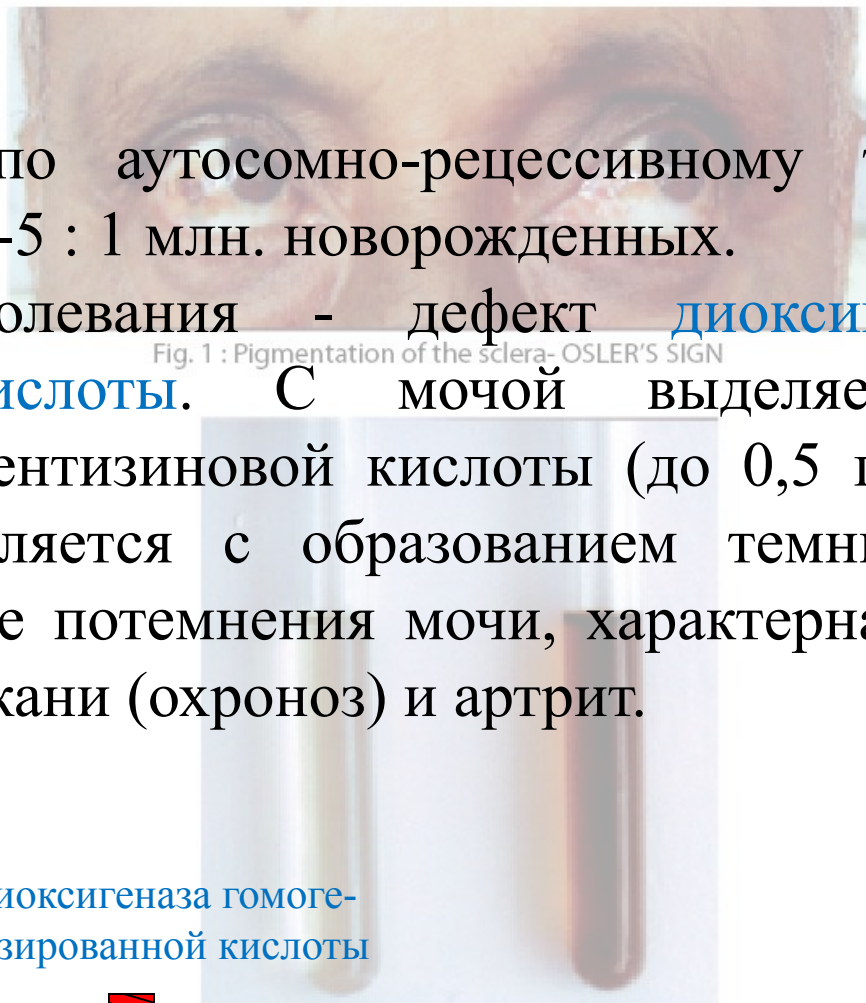 по аутосомно-рецессивному т
-5 : 1 млн. новорожденных.
олевания - дефект диокси
Fig. 1 : Pigmentation of the sclera- OSLER'S SIGN
ислоты. С мочой выделяе
ентизиновой кислоты (до 0,5 г
ляется с образованием темн
е потемнения мочи, характерна
кани (охроноз) и артрит.
иоксигеназа гомоге-
зированной кислоты